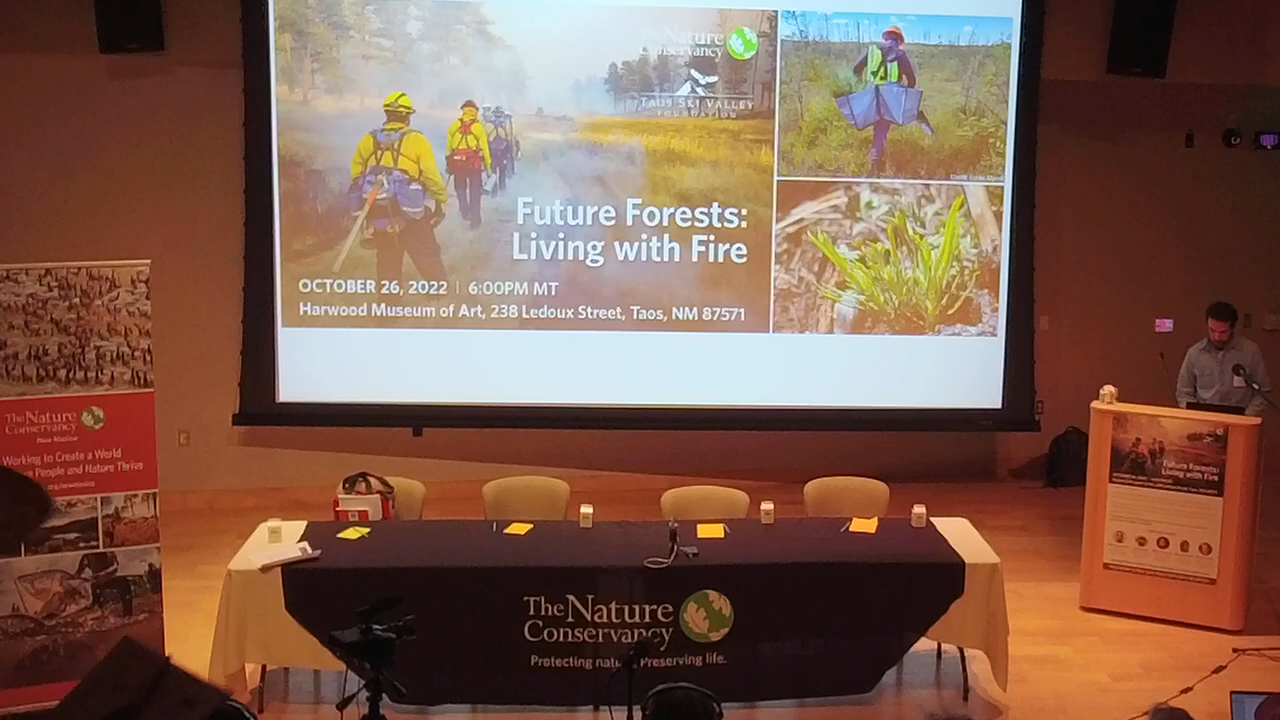 The Nature
Conservancy
TAOS SKI VALLEY
FOUNDATION
Future Forests:
Living with Fire
OCTOBER 26, 2022 | 6:00PM MT
Harwood Museum of Art, 238 Ledoux Street, Taos, NM 87571
The Nature
Conservancy
New Mexico
Working to Create a World
People and Nature Thrive
Future Forests:
Living with Fire
The Nature
Conservancy
Protecting natu Preserving life.